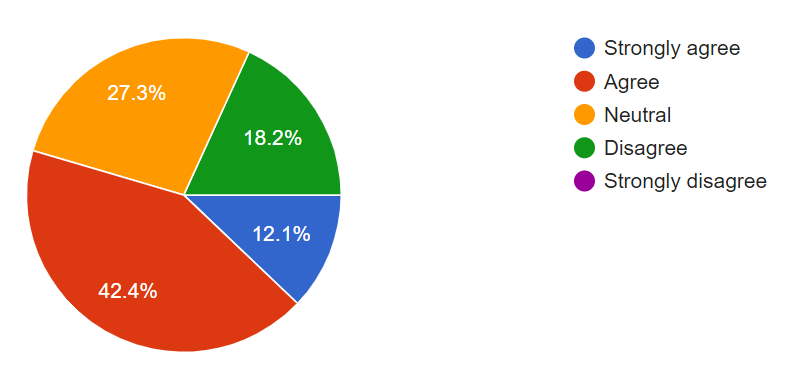 27.3%
18.2%
12.1%
42.4%
Strongly agree
Agree
Neutral
Disagree
Strongly disagree